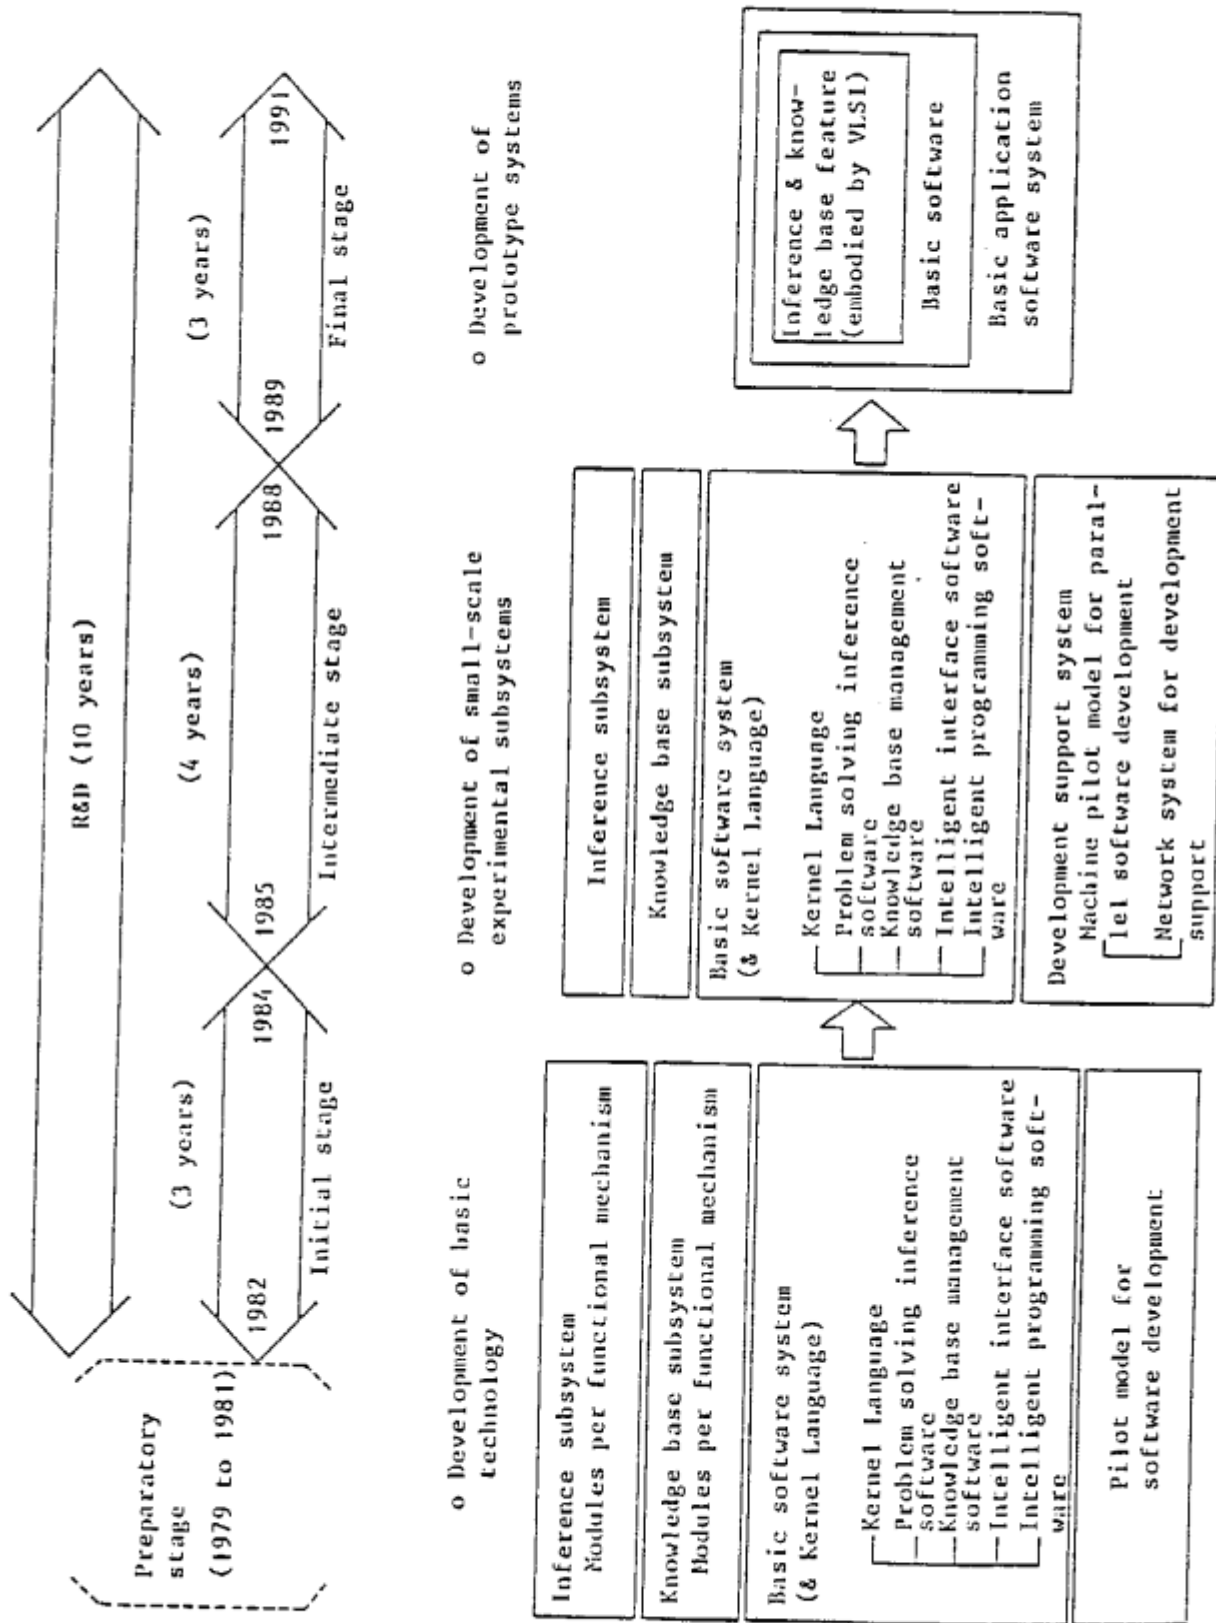 R&D (10 years)
Preparatory
stage
(1979 to 1981)
(3 years)
1982
1984
Initial stage
(4 years)
1985
1988
Intermediate stage
(3 years)
1989
1991
Final stage
o Development of basic
technology
o Development of small-scale
experimental subsystems
o Development of
prototype systems
Inference subsystem
Modules per functional mechanism
Knowledge base subsystem
Modules per functional mechanism
Basic software system
(& Kernel Language)
Kernel Language
Problem solving inference
software
Knowledge base management
software
Intelligent interface software
Intelligent programming soft-
ware
Pilot model for
software development
Inference subsystem
Knowledge base subsystem
Basic software system
(& Kernel Language)
Kernel Language
Problem solving inference
software
Knowledge base management
software
Intelligent interface software
Intelligent programming soft-
ware
Development support system
Machine pilot model for paral-
lel software development
Network system for development
support
Inference & know-
ledge base feature
(embodied by VLSI)
Basic software
Basic application
software system